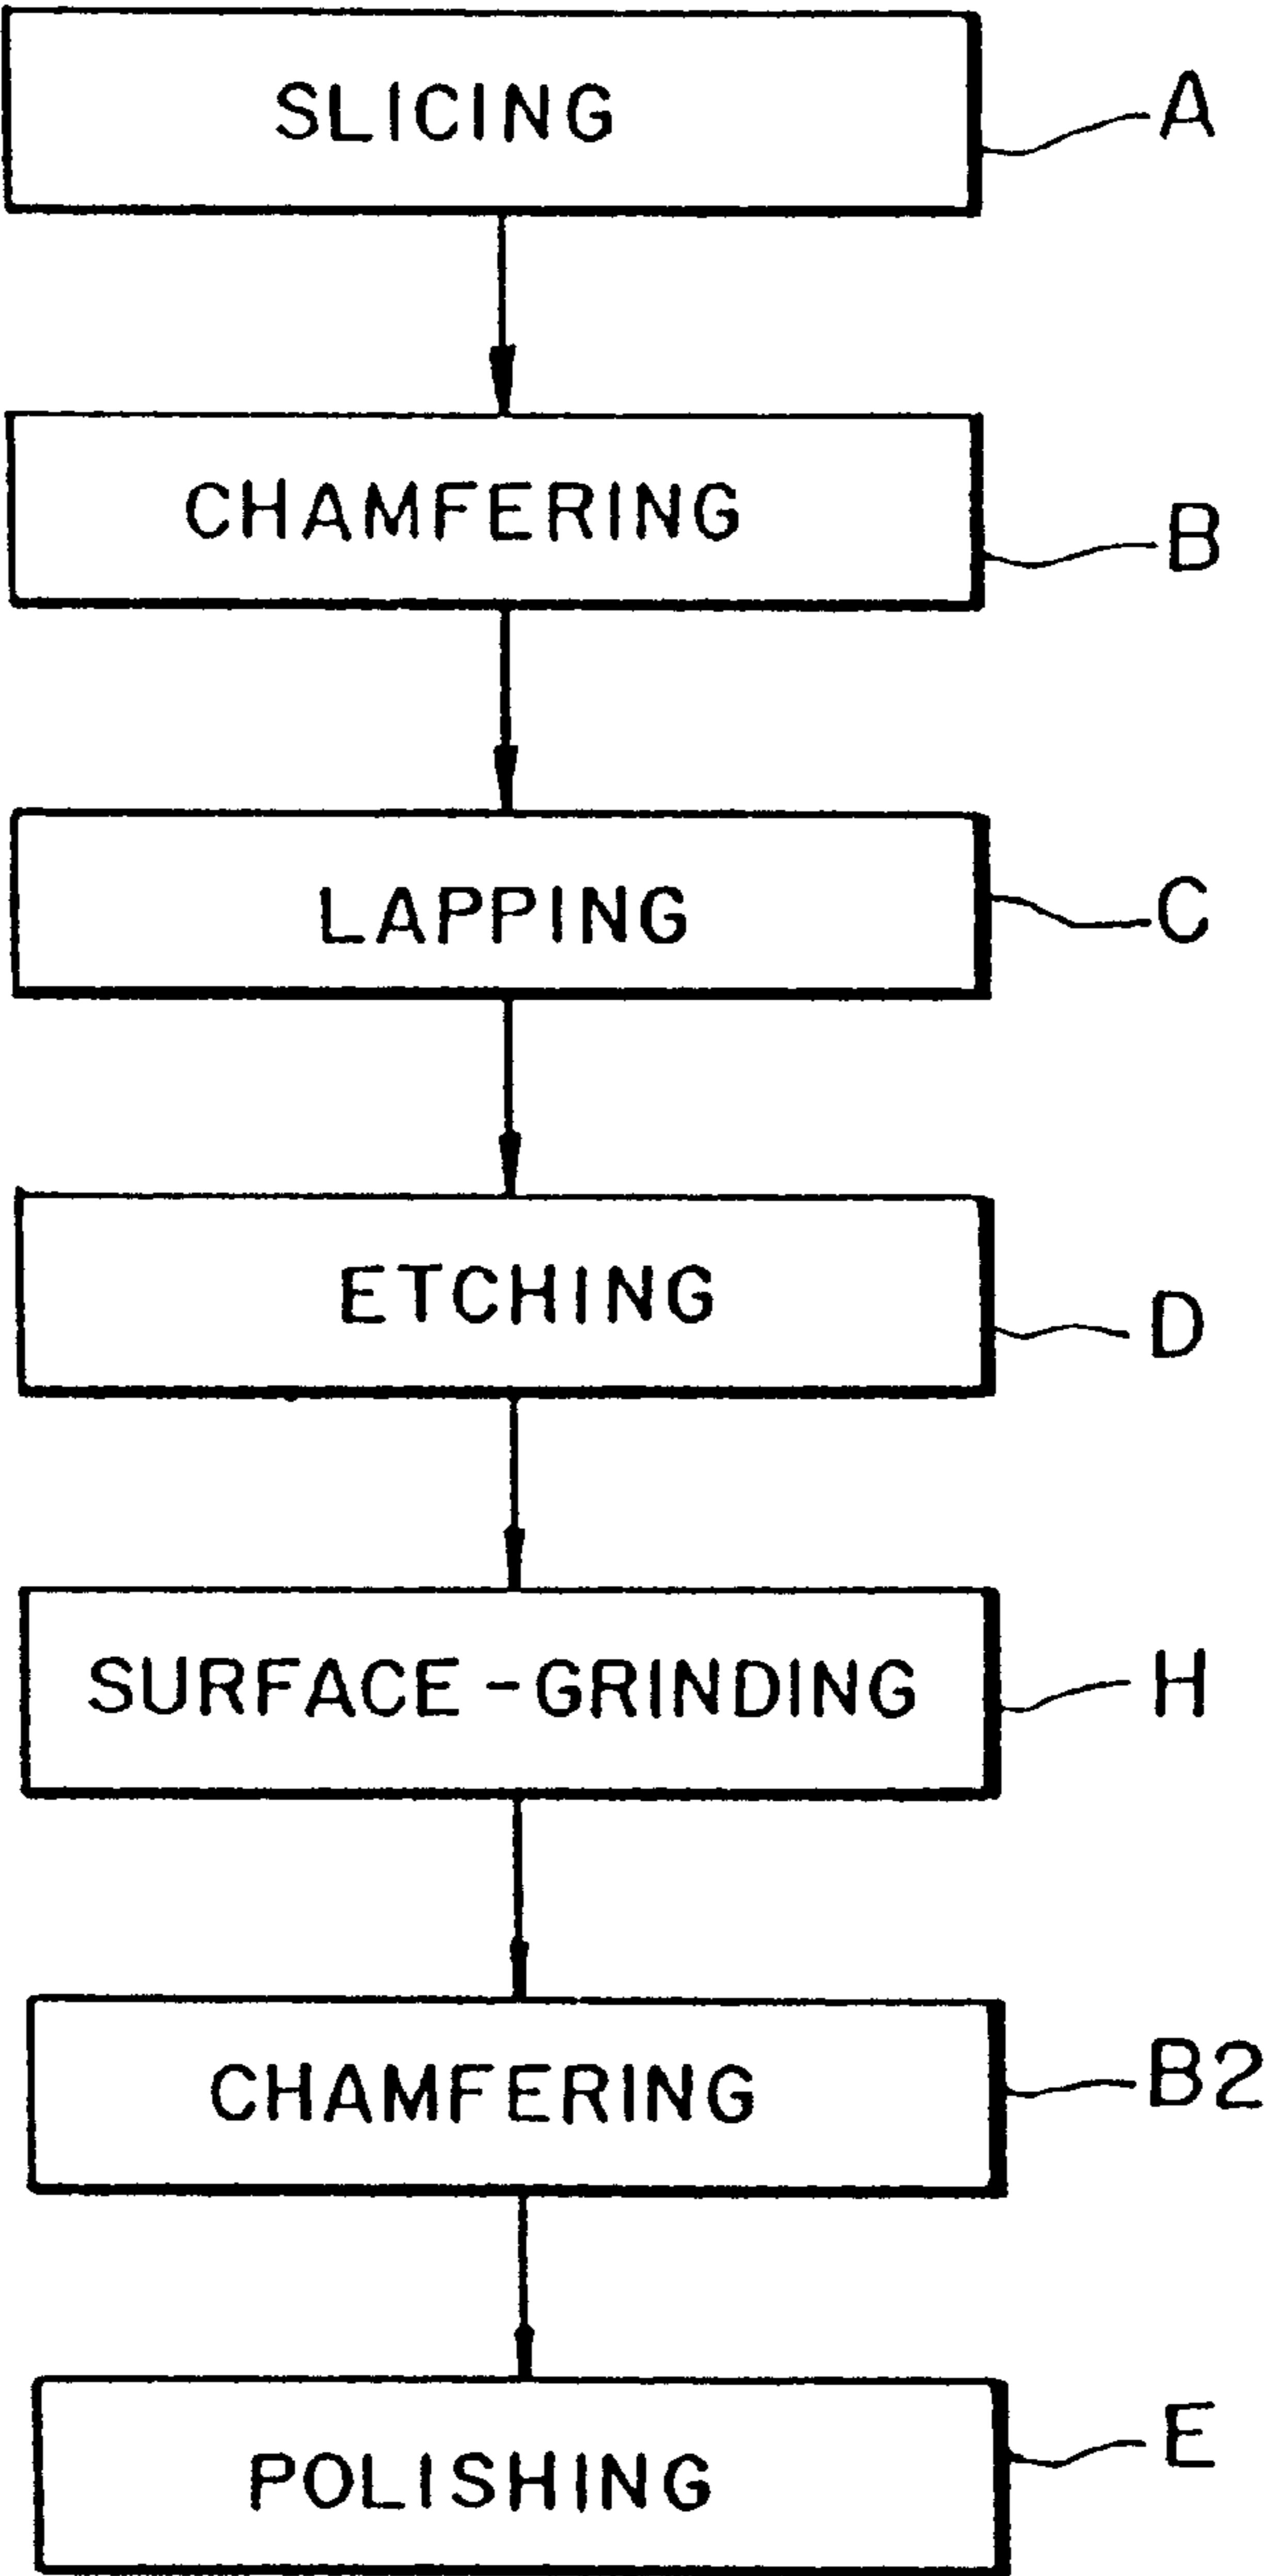 SLICING A
CHAMFERING B
LAPPING C
ETCHING D
SURFACE-GRINDING H
CHAMFERING B2
POLISHING E